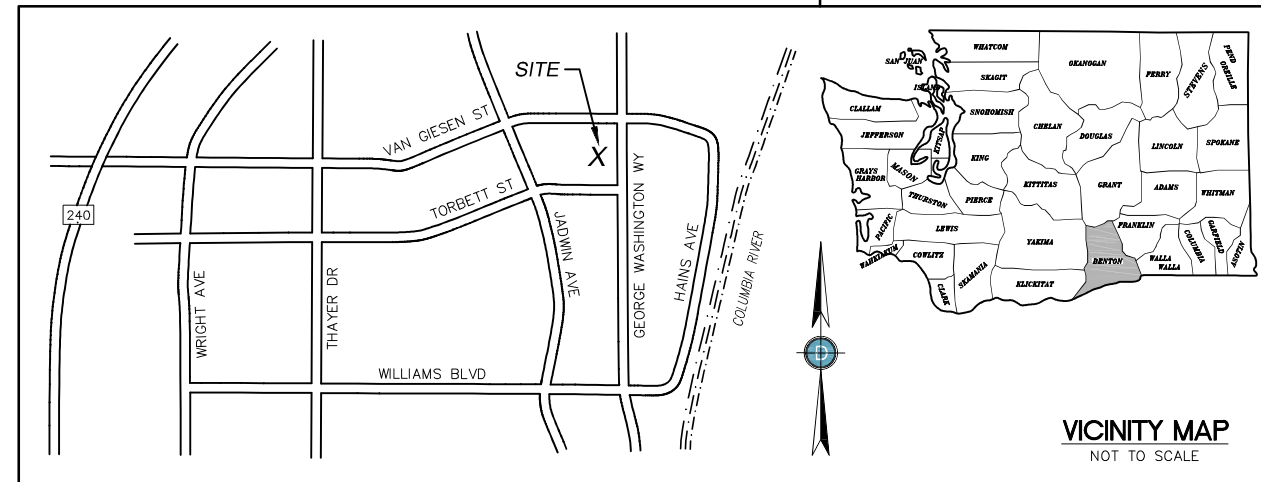 SITE
VAN GIESEN ST
TORBETT ST
240
WRIGHT AVE
THAYER DR
JADWIN AVE
GEORGE WASHINGTON WY
HAINS AVE
COLUMBIA RIVER
WILLIAMS BLVD
D
WHATCOM
SAN JUAN
SKAGIT
ISLAND
CLALLAM
SNOHOMISH
JEFFERSON
KITSAP
KING
GRAYS
HARBOR
MASON
THURSTON
PIERCE
PACIFIC
LEWIS
WAHKIAKUM
COWLITZ
CLARK
SKAMANIA
OKANOGAN
CHELAN
DOUGLAS
KITTITAS
GRANT
YAKIMA
KLICKITAT
BENTON
FRANKLIN
FERRY
STEVENS
PEND
OREILLE
LINCOLN
SPOKANE
ADAMS
WHITMAN
WALLA
WALLA
COLUMBIA
GARFIELD
ASOTIN
VICINITY MAP
NOT TO SCALE